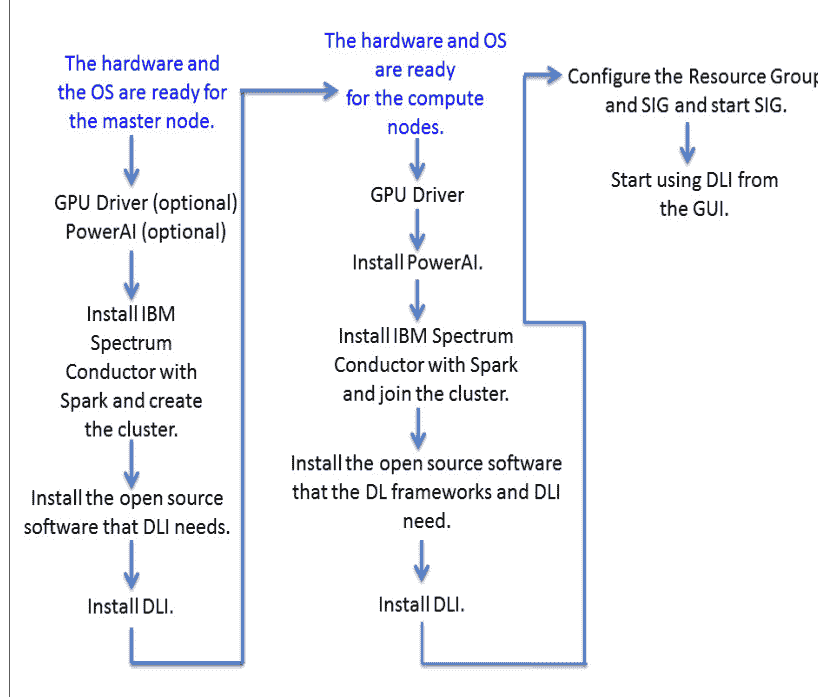 The hardware and
the OS are ready for
the master node.
GPU Driver (optional)
PowerAI (optional)
Install IBM
Spectrum
Conductor with
Spark and create
the cluster.
Install the open source
software that DLI needs.
Install DLI.
The hardware and OS
are ready
for the compute
nodes.
GPU Driver
Install PowerAI.
Install IBM Spectrum
Conductor with Spark
and join the cluster.
Install the open source software
that the DL frameworks and DLI
need.
Install DLI.
Configure the Resource Group
and SIG and start SIG.
Start using DLI from
the GUI.